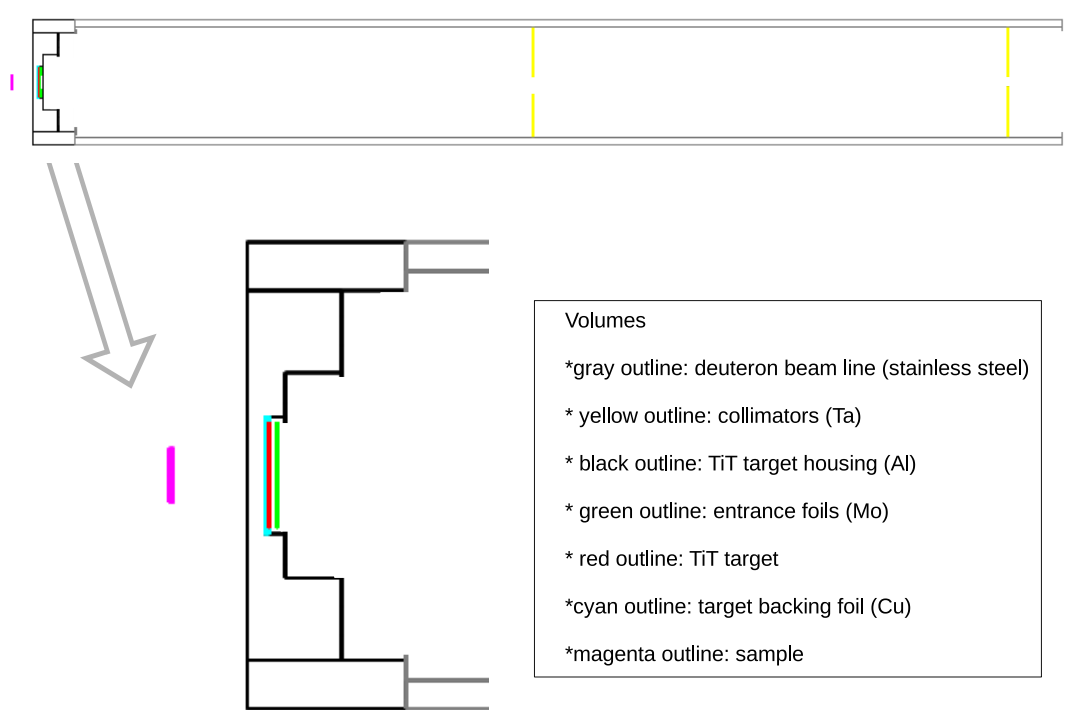 Volumes
*gray outline: deuteron beam line (stainless steel)
* yellow outline: collimators (Ta)
* black outline: TiT target housing (Al)
* green outline: entrance foils (Mo)
* red outline: TiT target
*cyan outline: target backing foil (Cu)
*magenta outline: sample